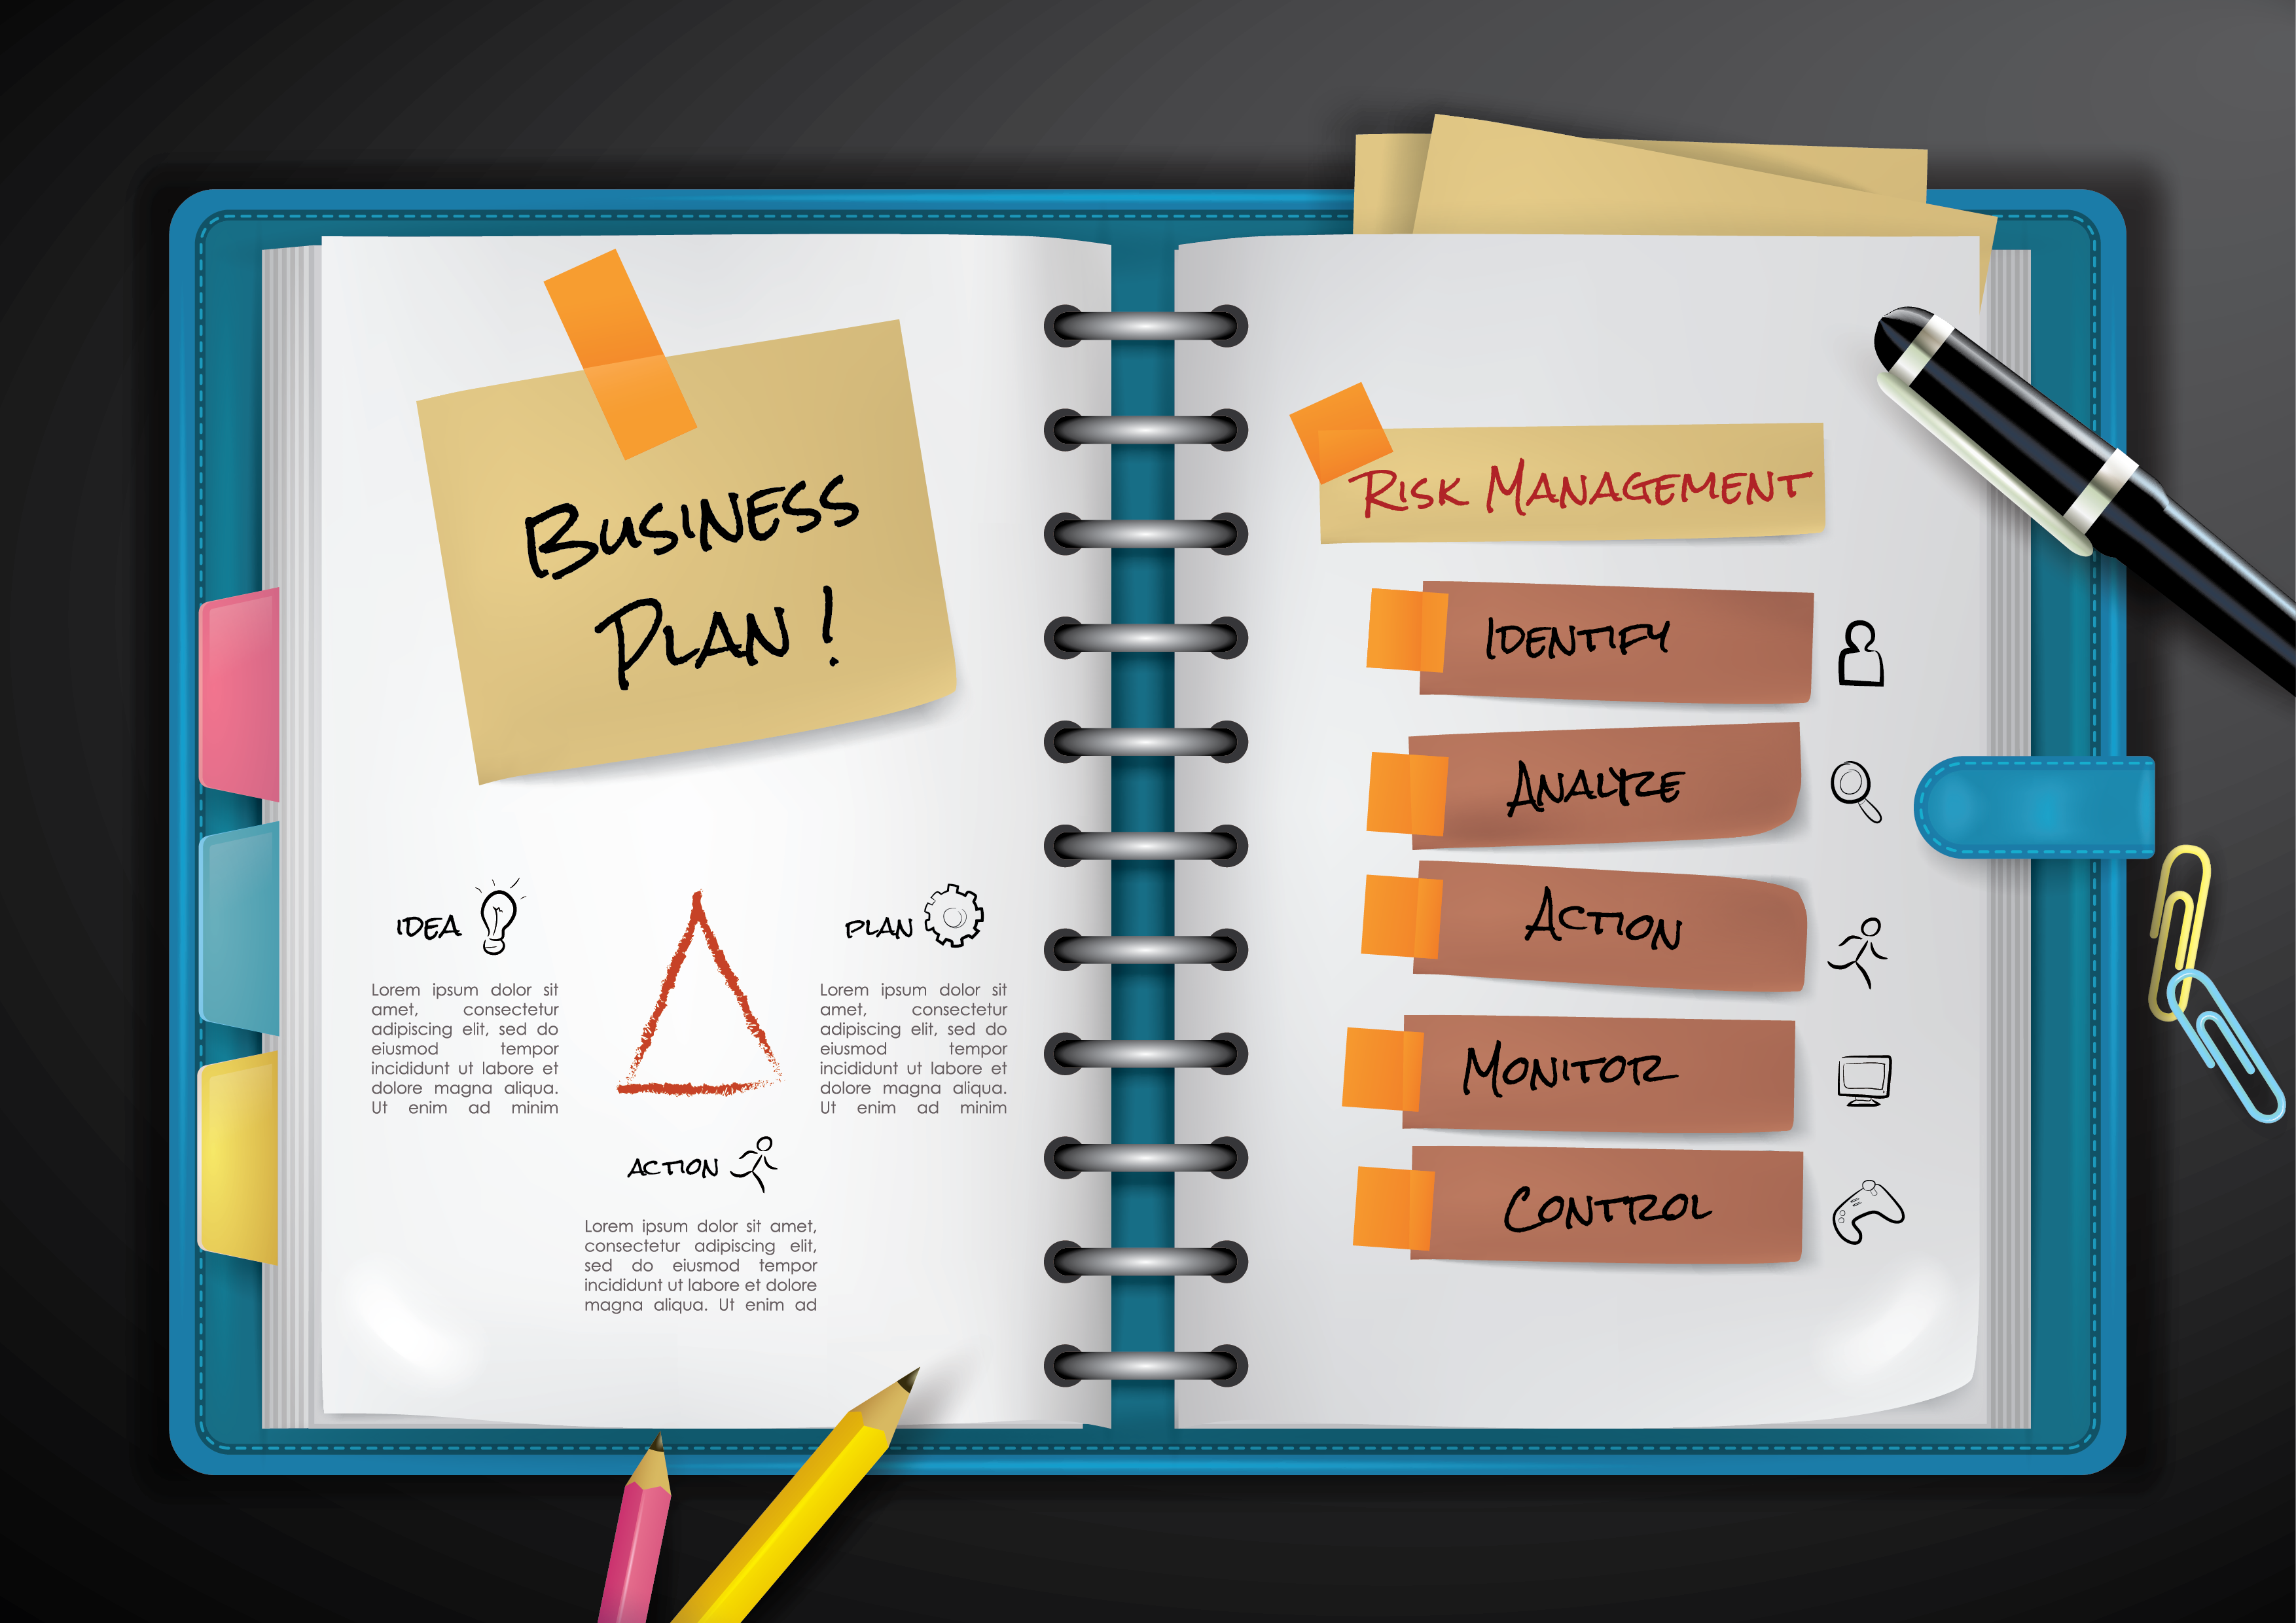 Business
Plan!
IDEA
Lorem ipsum dolor sit
amet, consectetur
adipiscing elit, sed do
eiusmod tempor
incididunt ut labore et
dolore magna aliqua.
Ut enim ad minim
PLAN
Lorem ipsum dolor sit
amet, consectetur
adipiscing elit, sed do
eiusmod tempor
incididunt ut labore et
dolore magna aliqua.
Ut enim ad minim
ACTION
Lorem ipsum dolor sit amet,
consectetur adipiscing elit,
sed do eiusmod tempor
incididunt ut labore et dolore
magna aliqua. Ut enim ad
Risk Management
Identify
Analyze
Action
Monitor
Control